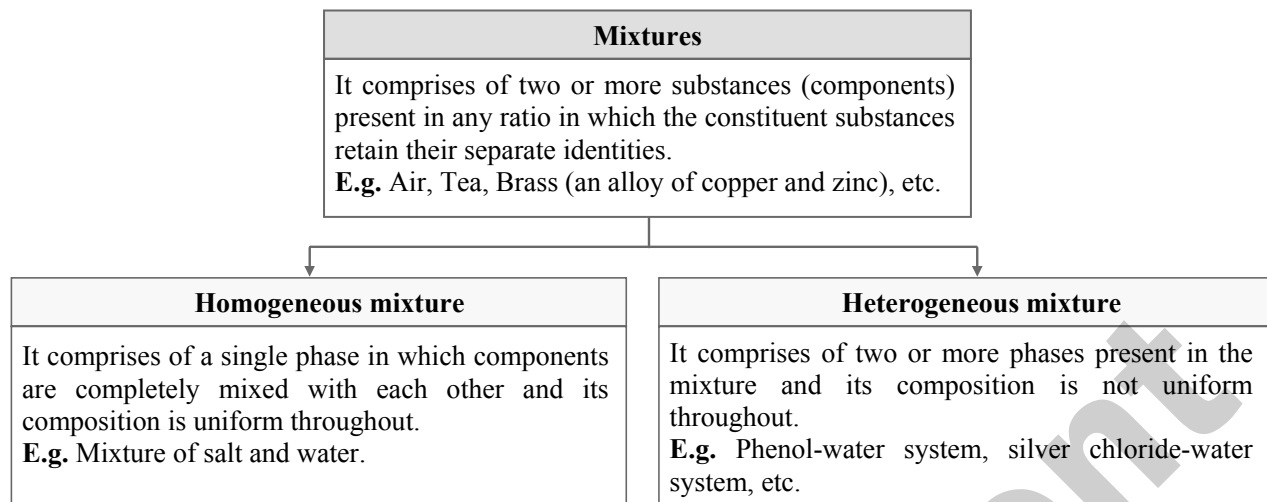 Mixtures
It comprises of two or more substances (components)
present in any ratio in which the constituent substances
retain their separate identities.
E.g. Air, Tea, Brass (an alloy of copper and zinc), etc.
Homogeneous mixture
It comprises of a single phase in which components
are completely mixed with each other and its
composition is uniform throughout.
E.g. Mixture of salt and water.
Heterogeneous mixture
It comprises of two or more phases present in the
mixture and its composition is not uniform
throughout.
E.g. Phenol-water system, silver chloride-water
system, etc.
ent